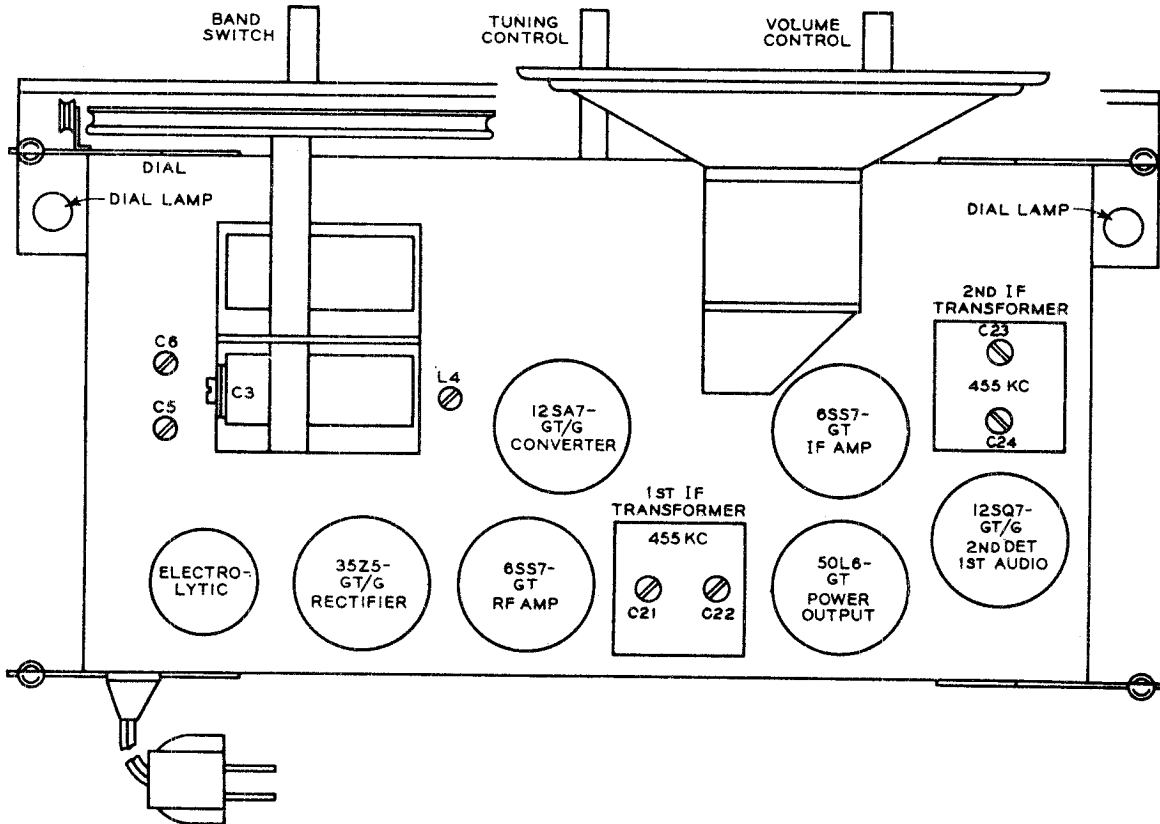 BAND
SWITCH
TUNING
CONTROL
VOLUME
CONTROL
DIAL
DIAL LAMP
DIAL LAMP
2ND IF
TRANSFORMER
C23
455 KC
C24
C6
C3
L4
C5
12SA7-
GT/G
CONVERTER
6SS7-
GT
IF AMP
1ST IF
TRANSFORMER
455 KC
C21
C22
12SQ7-
GT/G
2ND DET
1ST AUDIO
ELECTRO-
LYTIC
35Z5-
GT/G
RECTIFIER
6SS7-
GT
RF AMP
50L6-
GT
POWER
OUTPUT